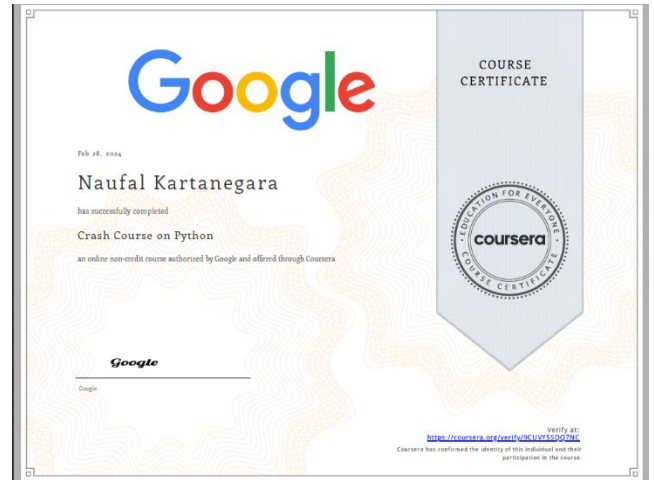 Google
COURSE
CERTIFICATE
Feb 28, 2024
Naufal Kartanegara
has successfully completed
Crash Course on Python
an online non-credit course authorized by Google and offered through Coursera
EDUCATION FOR EVERYONE
coursera
COURSE CERTIFICATE
Google
Google
Verify at:
https://coursera.org/verify/9CUVY5SQQ7NC
Coursera has confirmed the identity of this individual and their
participation in the course.